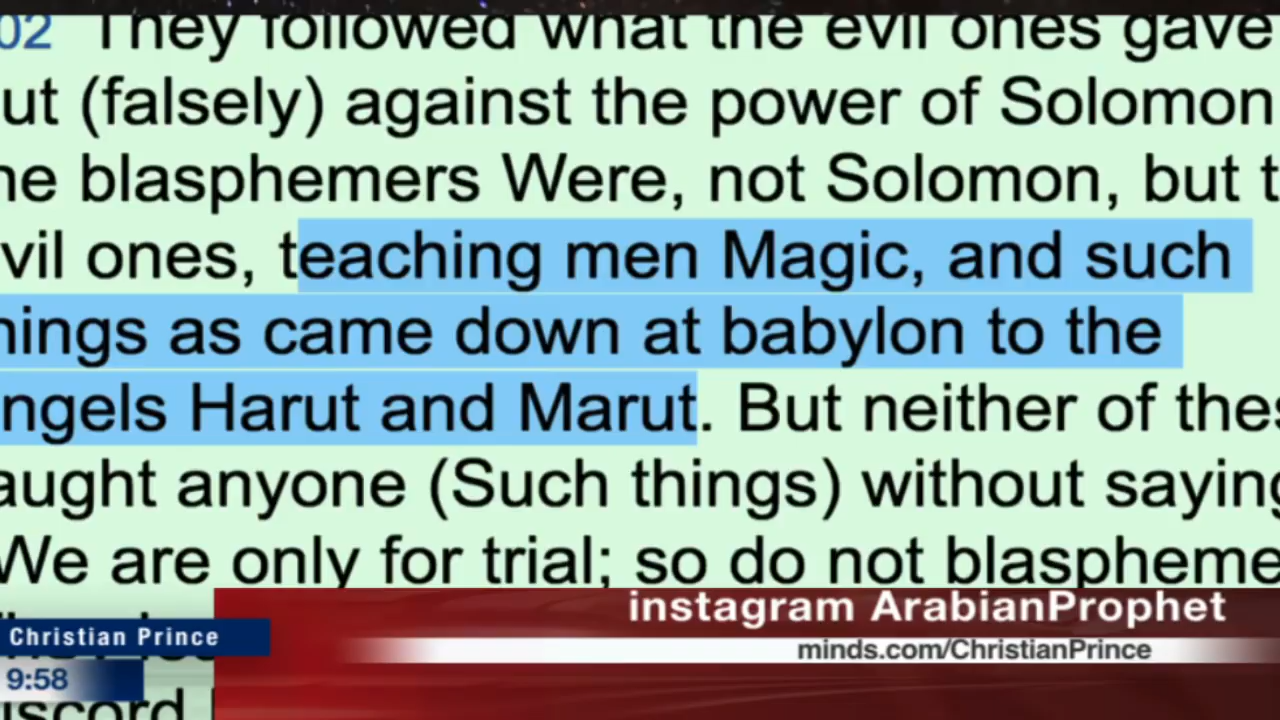 02 They followed what the evil ones gave
ut (falsely) against the power of Solomon
he blasphemers Were, not Solomon, but t
vil ones, teaching men Magic, and such
hings as came down at babylon to the
ngels Harut and Marut. But neither of thes
aught anyone (Such things) without saying
We are only for trial; so do not blaspheme
instagram ArabianProphet
Christian Prince
minds.com/ChristianPrince
9:58
iscord